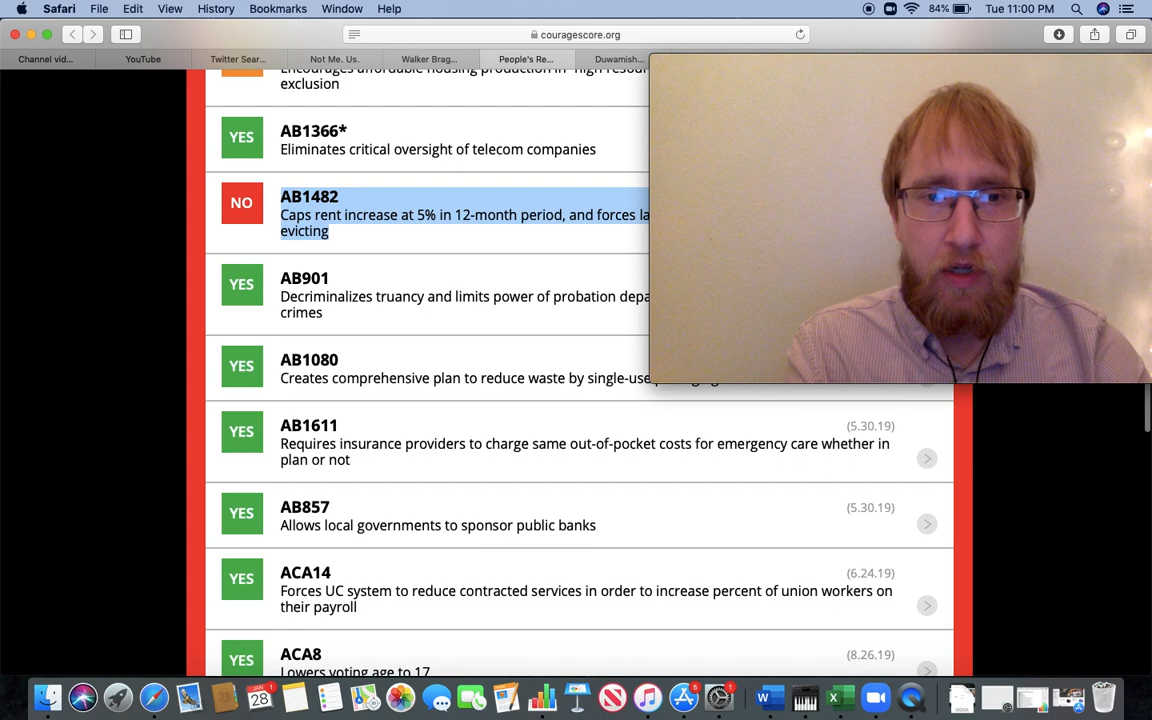 Safari File Edit View History Bookmarks Window Help 84% Tue 11:00 PM
couragescore.org
Channel vid... YouTube Twitter Sear... Not Me. Us. Walker Brag... People's Re... Duwamish...
Encourages affordable housing production in "high resour
exclusion
YES AB1366*
Eliminates critical oversight of telecom companies
NO AB1482
Caps rent increase at 5% in 12-month period, and forces la
evicting
YES AB901
Decriminalizes truancy and limits power of probation depa
crimes
YES AB1080
Creates comprehensive plan to reduce waste by single-use packaging
YES AB1611 (5.30.19)
Requires insurance providers to charge same out-of-pocket costs for emergency care whether in
plan or not
YES AB857 (5.30.19)
Allows local governments to sponsor public banks
YES ACA14 (6.24.19)
Forces UC system to reduce contracted services in order to increase percent of union workers on
their payroll
YES ACA8 (8.26.19)
Lowers voting age to 17
JAN 1
28
6
1